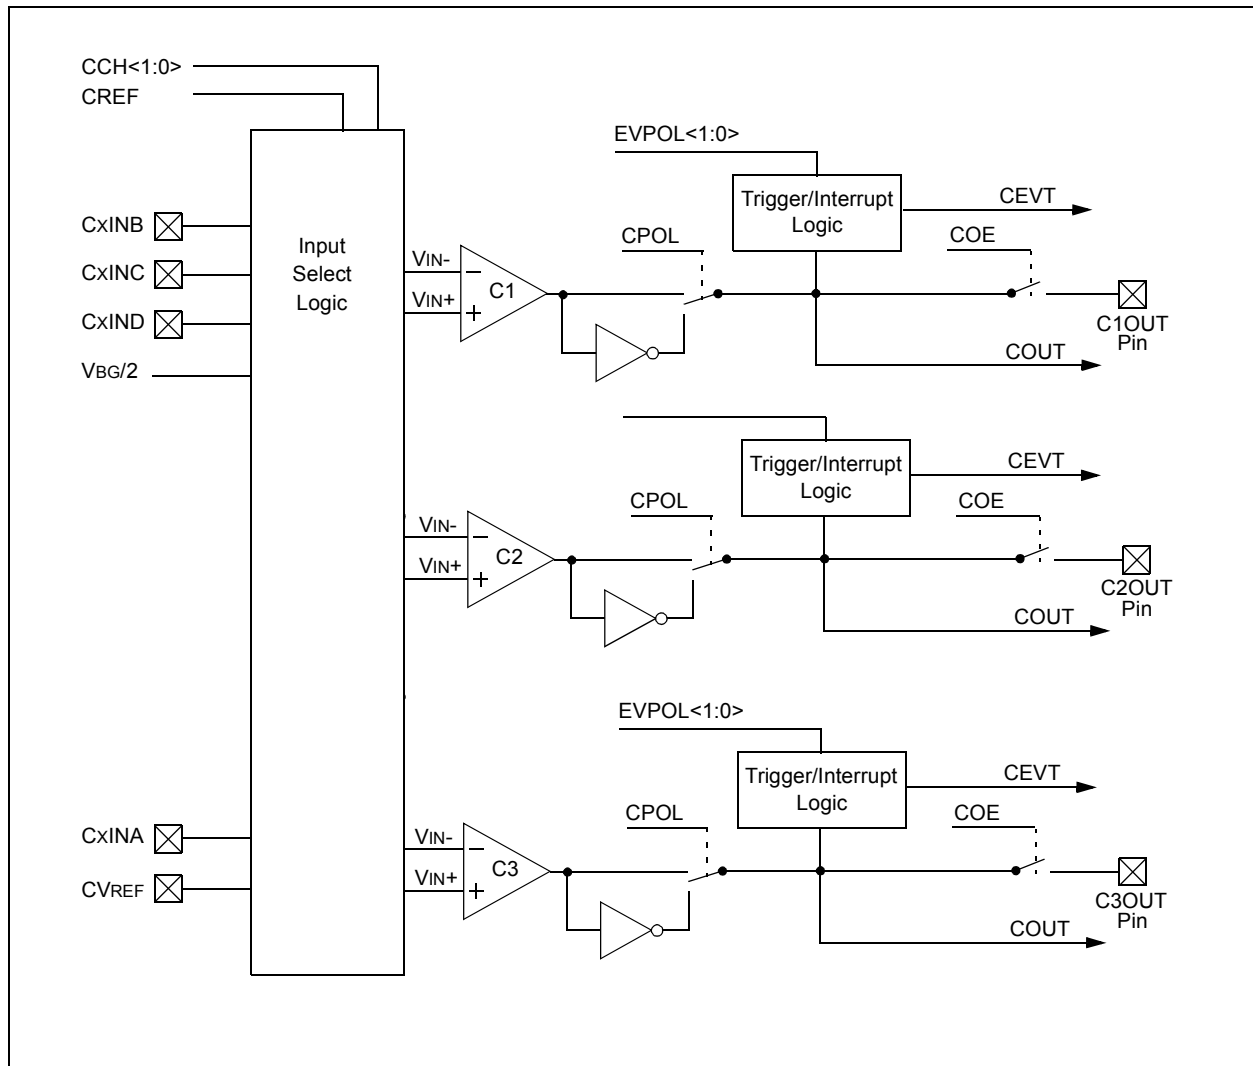 CCH<1:0>
CREF
EVPOL<1:0>
Trigger/Interrupt
Logic
CEVT
CXINB
Input
Select
Logic
CPOL
COE
VIN-
C1
CXINC
VIN+
CXIND
C1OUT
Pin
COUT
VBG/2
Trigger/Interrupt
Logic
CEVT
CPOL
COE
VIN-
C2
VIN+
C2OUT
Pin
COUT
EVPOL<1:0>
Trigger/Interrupt
Logic
CEVT
CXINA
CPOL
COE
VIN-
C3
VIN+
CVREF
C3OUT
Pin
COUT